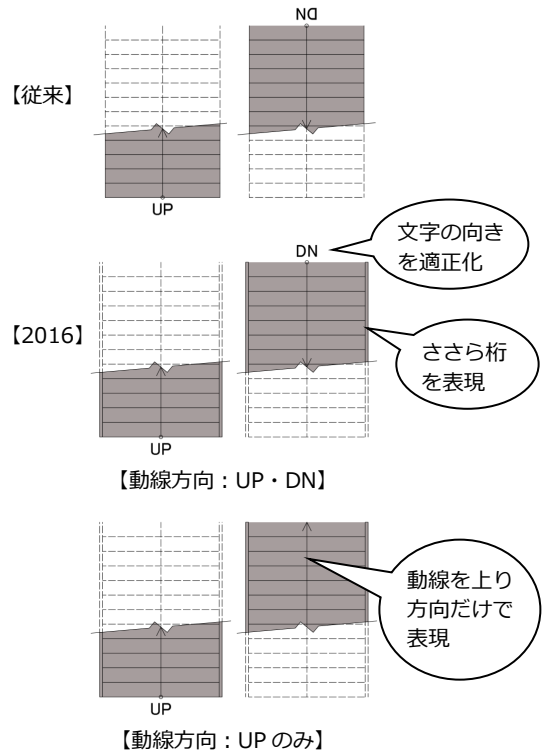 DN
【従来】
UP
文字の向き
を適正化
DN
【2016】
ささら桁
を表現
UP
【動線方向：UP・DN】
動線を上り
方向だけで
表現
UP
【動線方向：UP のみ】